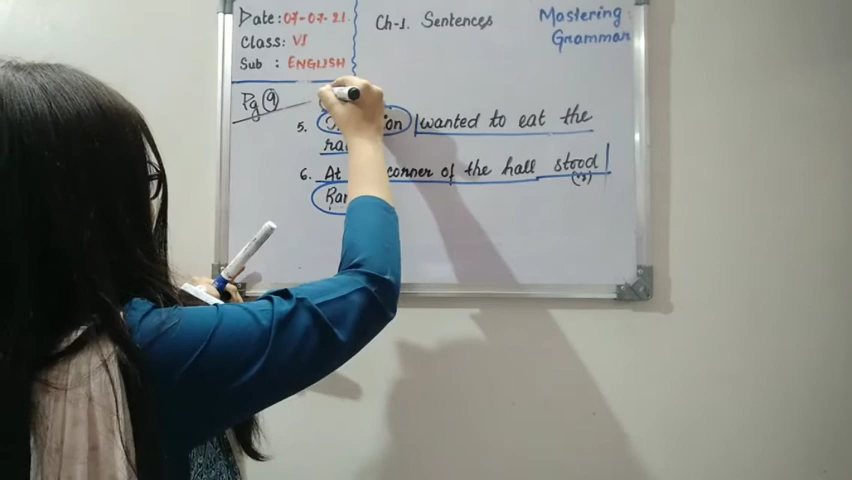 Date: 07-07-21.
Class: VI
Sub : ENGLISH
Ch-1. Sentences
Mastering
Grammar
Pg 9
5. wanted to eat the
6. At corner of the hall stood
(v)